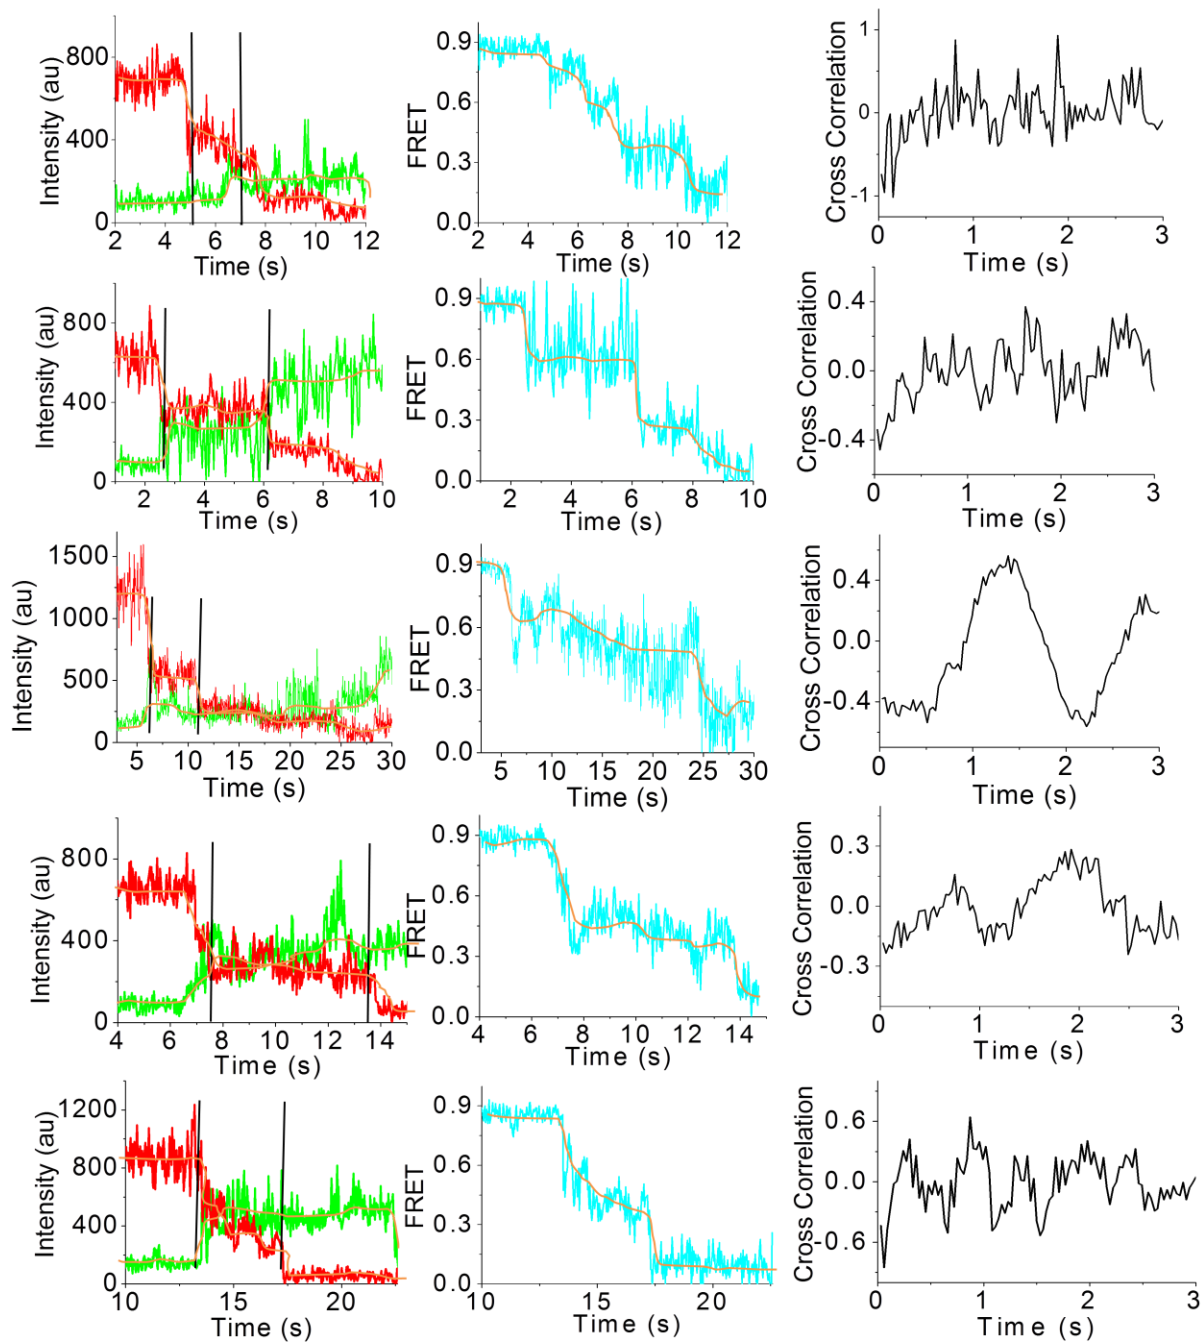 Intensity (au)
800
400
0
2 4 6 8 10 12
Time (s)
FRET
0.9
0.6
0.3
0.0
2 4 6 8 10 12
Time (s)
Cross Correlation
1
0
-1
0 1 2 3
Time (s)
Intensity (au)
800
400
0
2 4 6 8 10
Time (s)
FRET
0.9
0.6
0.3
0.0
2 4 6 8 10
Time (s)
Cross Correlation
0.4
0.0
-0.4
0 1 2 3
Time (s)
Intensity (au)
1500
1000
500
0
5 10 15 20 25 30
Time (s)
FRET
0.9
0.6
0.3
0.0
5 10 15 20 25 30
Time (s)
Cross Correlation
0.4
0.0
-0.4
0 1 2 3
Time (s)
Intensity (au)
800
400
0
4 6 8 10 12 14
Time (s)
FRET
0.9
0.6
0.3
0.0
4 6 8 10 12 14
Time (s)
Cross Correlation
0.3
0.0
-0.3
0 1 2 3
Time (s)
Intensity (au)
1200
800
400
0
10 15 20
Time (s)
FRET
0.9
0.6
0.3
0.0
10 15 20
Time (s)
Cross Correlation
0.6
0.0
-0.6
0 1 2 3
Time (s)